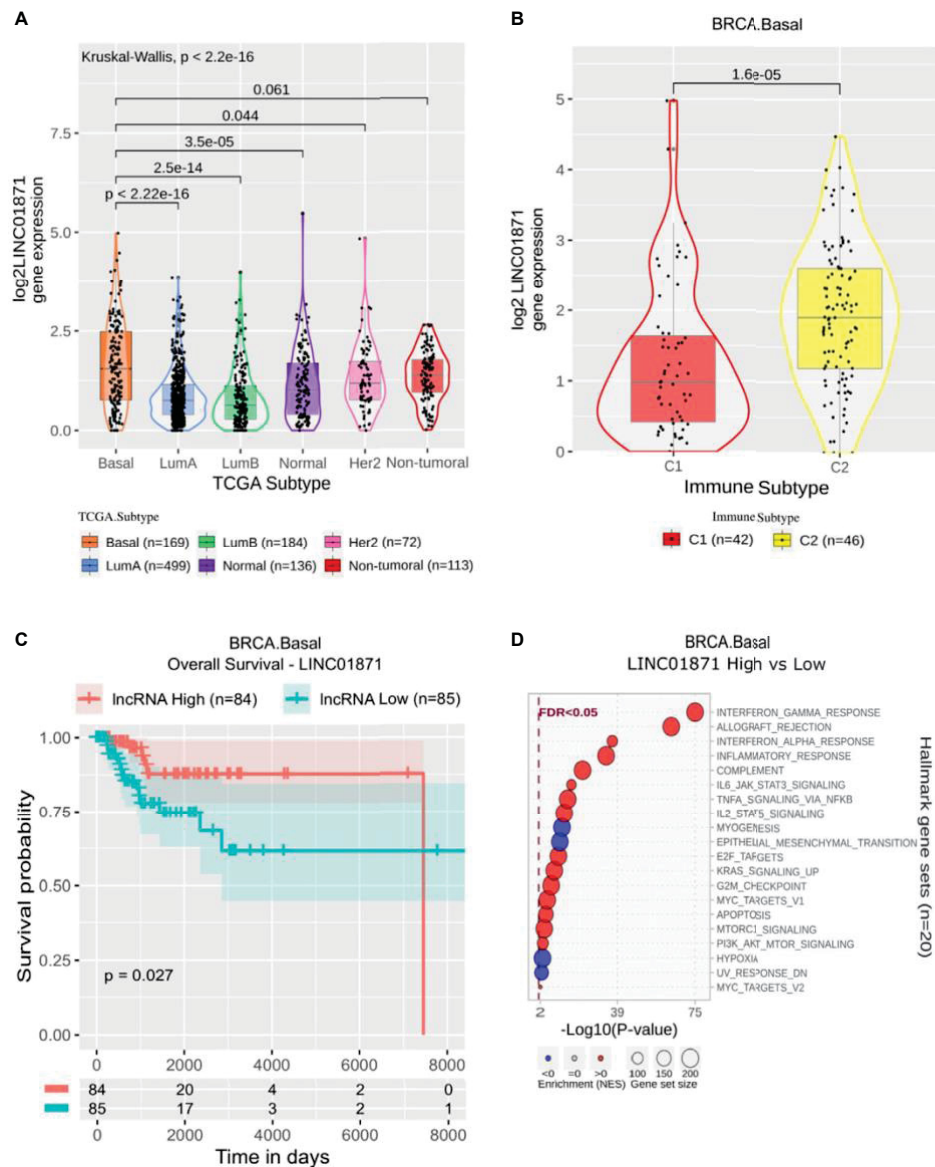 A
Kruskal-Wallis, p < 2.2e-16
0.061
0.044
3.5e-05
2.5e-14
p < 2.22e-16
log2LINC01871
gene expression
7.5
5.0
2.5
0.0
Basal LumA LumB Normal Her2 Non-tumoral
TCGA Subtype
TCGA.Subtype
Basal (n=169) LumB (n=184) Her2 (n=72)
LumA (n=499) Normal (n=136) Non-tumoral (n=113)
B
BRCA.Basal
1.6e-05
log2 LINC01871
gene expression
5
4
3
2
1
0
C1 C2
Immune Subtype
Immune Subtype
C1 (n=42) C2 (n=46)
C
BRCA.Basal
Overall Survival - LINC01871
lncRNA High (n=84) lncRNA Low (n=85)
Survival probability
1.00
0.75
0.50
0.25
0.00
p = 0.027
0 2000 4000 6000 8000
84 20 4 2 0
85 17 3 2 1
0 2000 4000 6000 8000
Time in days
D
BRCA.Basal
LINC01871 High vs Low
FDR<0.05
INTERFERON_GAMMA_RESPONSE
ALLOGRAFT_REJECTION
INTERFERON_ALPHA_RESPONSE
INFLAMMATORY_RESPONSE
COMPLEMENT
IL6_JAK_STAT3_SIGNALING
TNFA_SIGNALING_VIA_NFKB
IL2_STAT5_SIGNALING
MYOGENESIS
EPITHELIAL_MESENCHYMAL_TRANSITION
E2F_TARGETS
KRAS_SIGNALING_UP
G2M_CHECKPOINT
MYC_TARGETS_V1
APOPTOSIS
MTORC1_SIGNALING
PI3K_AKT_MTOR_SIGNALING
HYPOXIA
UV_RESPONSE_DN
MYC_TARGETS_V2
Hallmark gene sets (n=20)
2 39 75
-Log10(P-value)
<0 =0 >0 100 150 200
Enrichment (NES) Gene set size